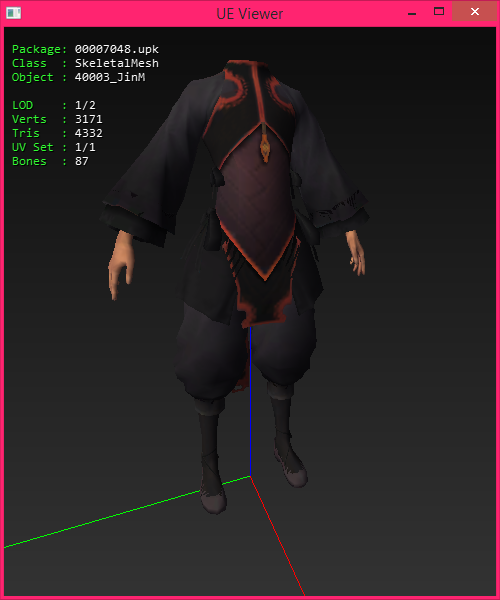 UE Viewer
Package: 00007048.upk
Class  : SkeletalMesh
Object : 40003_JinM
LOD    : 1/2
Verts  : 3171
Tris   : 4332
UV Set : 1/1
Bones  : 87